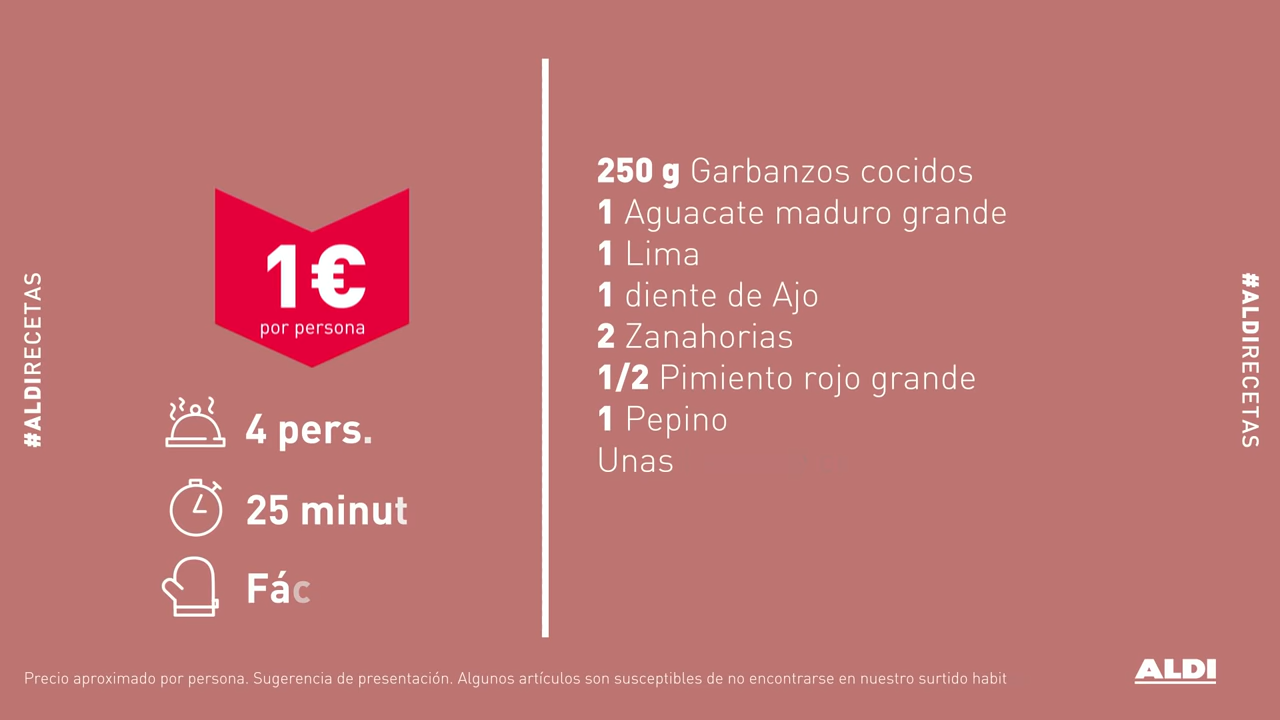 #ALDIRECETAS
1€
por persona
4 pers.
25 minut
Fác
250 g Garbanzos cocidos
1 Aguacate maduro grande
1 Lima
1 diente de Ajo
2 Zanahorias
1/2 Pimiento rojo grande
1 Pepino
Unas
#ALDIRECETAS
Precio aproximado por persona. Sugerencia de presentación. Algunos artículos son susceptibles de no encontrarse en nuestro surtido habit
ALDI